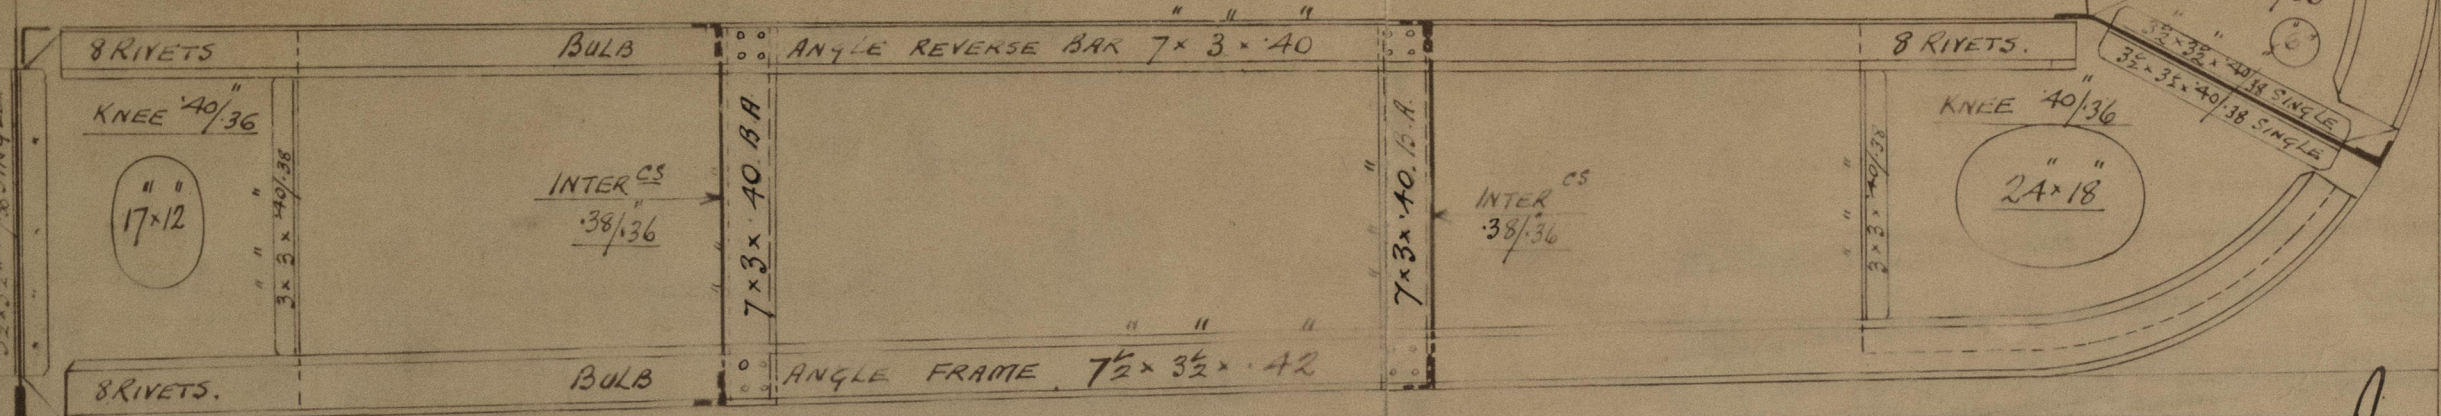 8 RIVETS
BULB ANGLE REVERSE BAR 7" × 3" × .40"
8 RIVETS.
KNEE .40/.36"
17" × 12"
3" × 3" × .40/.38"
INTER CS
.38/.36"
7" × 3" × .40" B.A.
7" × 3" × .40" B.A.
INTER CS
.38/.36"
3" × 3" × .40/.38"
KNEE .40/.36"
24" × 18"
3½" × 3½" × .40/.38 SINGLE
3½ × 3½ × .40/.38 SINGLE
6"
8 RIVETS.
BULB ANGLE FRAME 7½" × 3½" × .42"